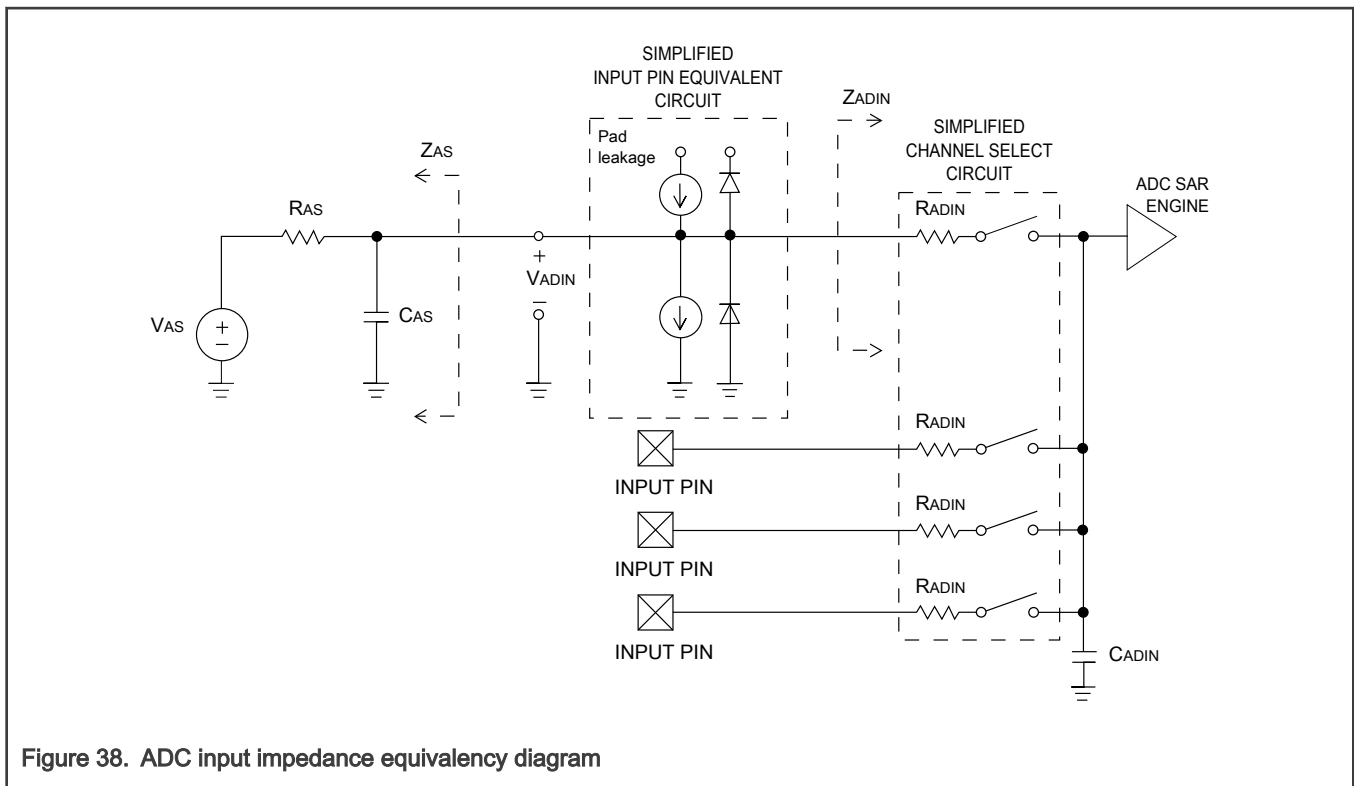 SIMPLIFIED
INPUT PIN EQUIVALENT
CIRCUIT
Pad
leakage
ZADIN
SIMPLIFIED
CHANNEL SELECT
CIRCUIT
ZAS
RAS
RADIN
ADC SAR
ENGINE
+
VADIN
−
CAS
VAS
+
−
RADIN
INPUT PIN
RADIN
INPUT PIN
RADIN
INPUT PIN
CADIN
Figure 38. ADC input impedance equivalency diagram